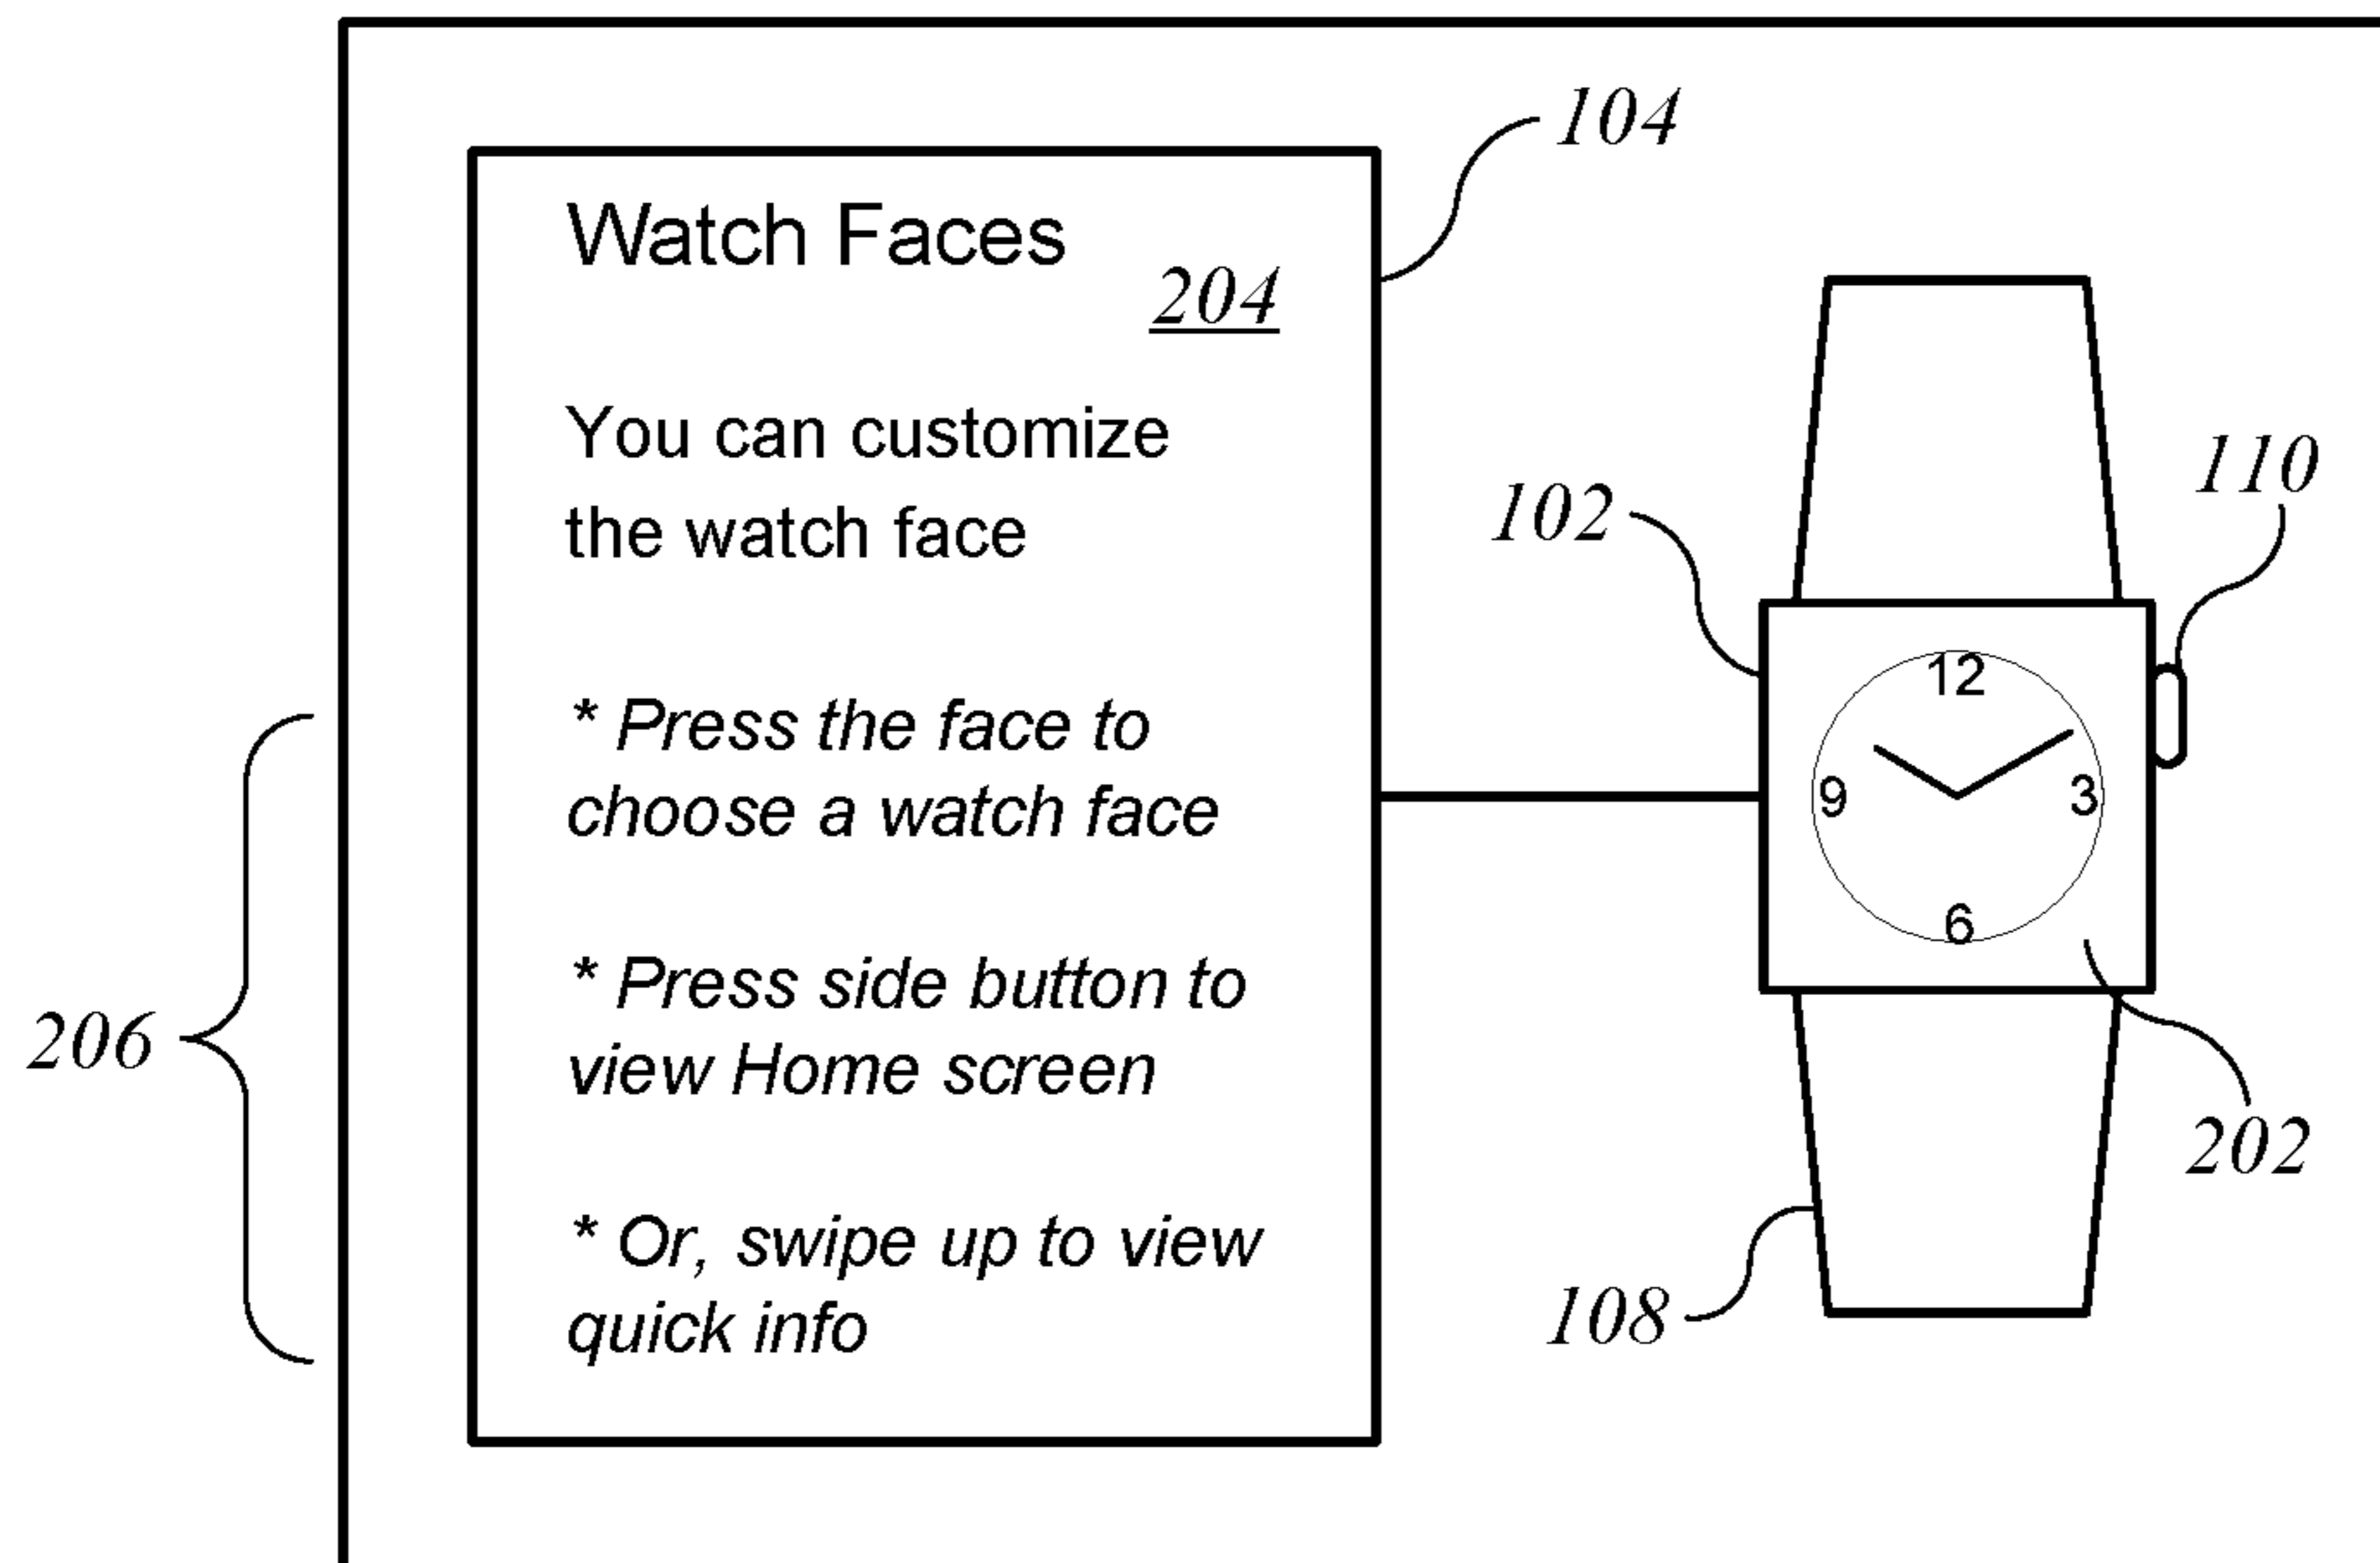 104
Watch Faces
204
You can customize
the watch face
110
102
* Press the face to
choose a watch face
12
9
3
6
* Press side button to
view Home screen
206
202
* Or, swipe up to view
quick info
108